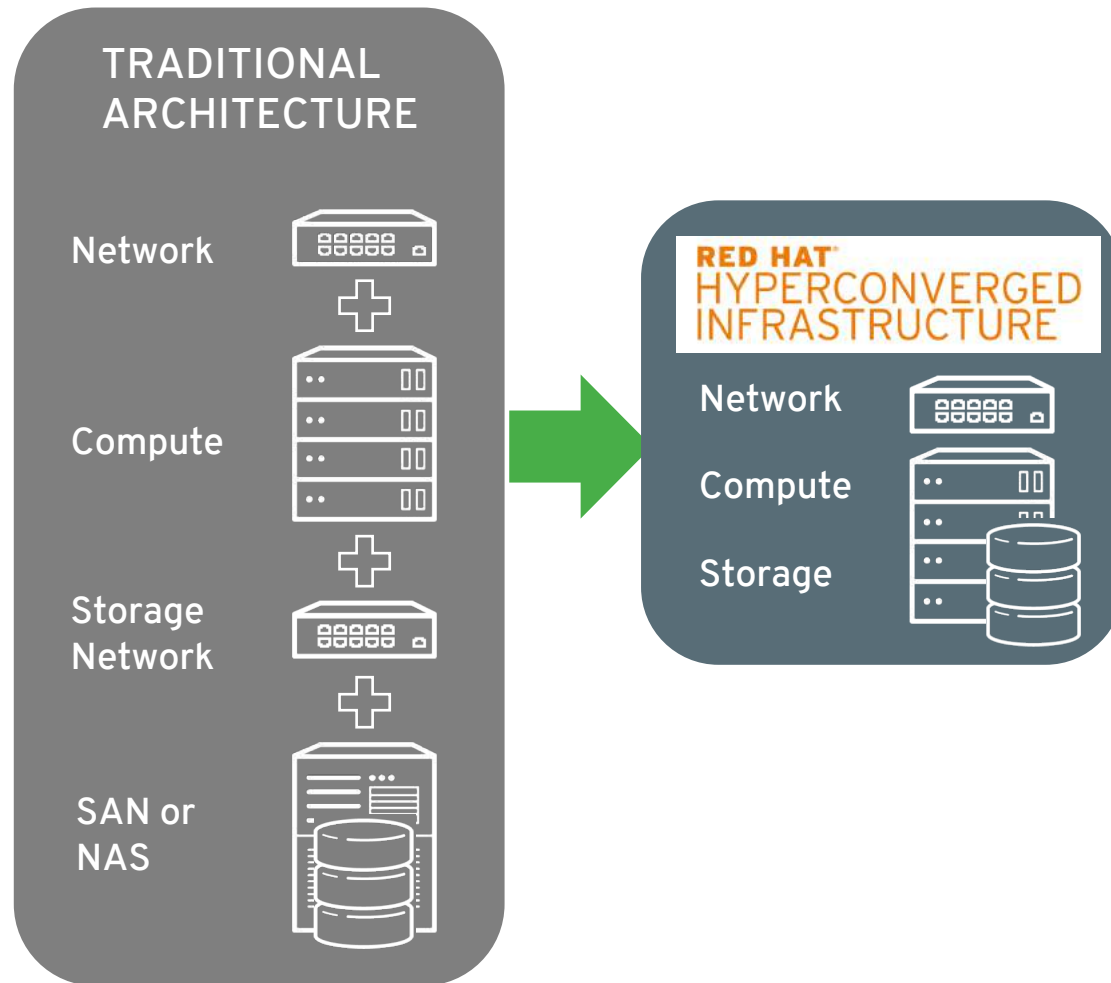 TRADITIONAL
ARCHITECTURE
Network
Compute
Storage
Network
SAN or
NAS
RED HAT®
HYPERCONVERGED
INFRASTRUCTURE
Network
Compute
Storage